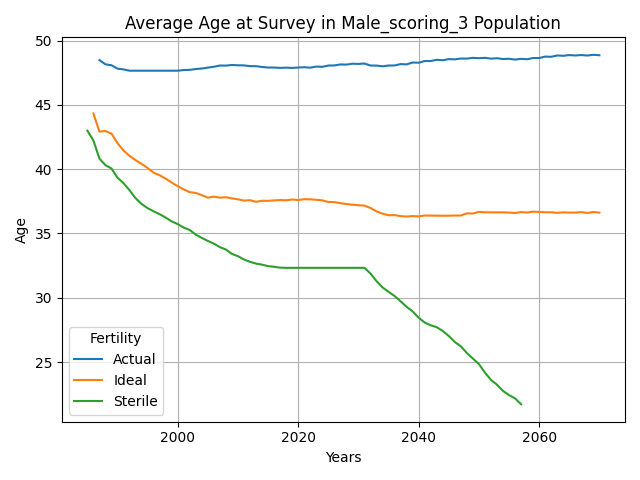 Average Age at Survey in Male_scoring_3 Population
50
45
40
35
30
25
Age
Fertility
Actual
Ideal
Sterile
2000
2020
2040
2060
Years